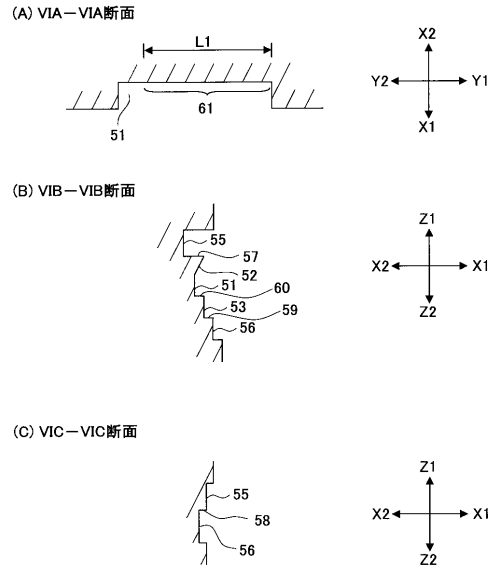 (A) VIA－VIA断面
L1
X2
Y2
Y1
51
61
X1
(B) VIB－VIB断面
55
57
52
51
60
53
59
56
Z1
X2
X1
Z2
(C) VIC－VIC断面
55
58
56
Z1
X2
X1
Z2